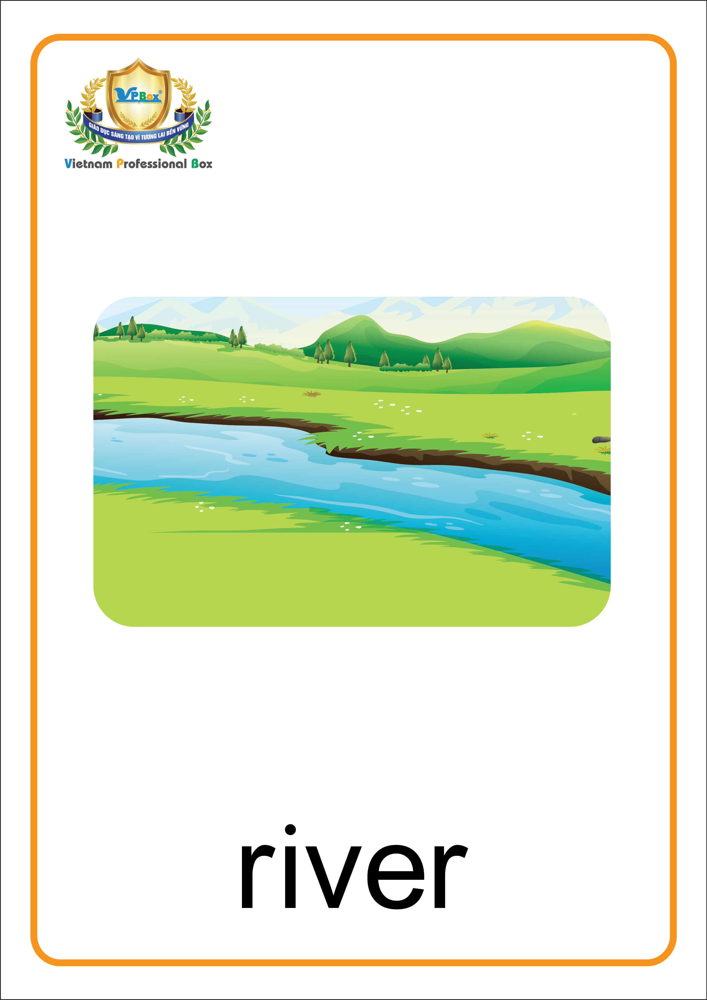 VPBox®
GIÁO DỤC SÁNG TẠO VÌ TƯƠNG LAI BỀN VỮNG
Vietnam Professional Box
river